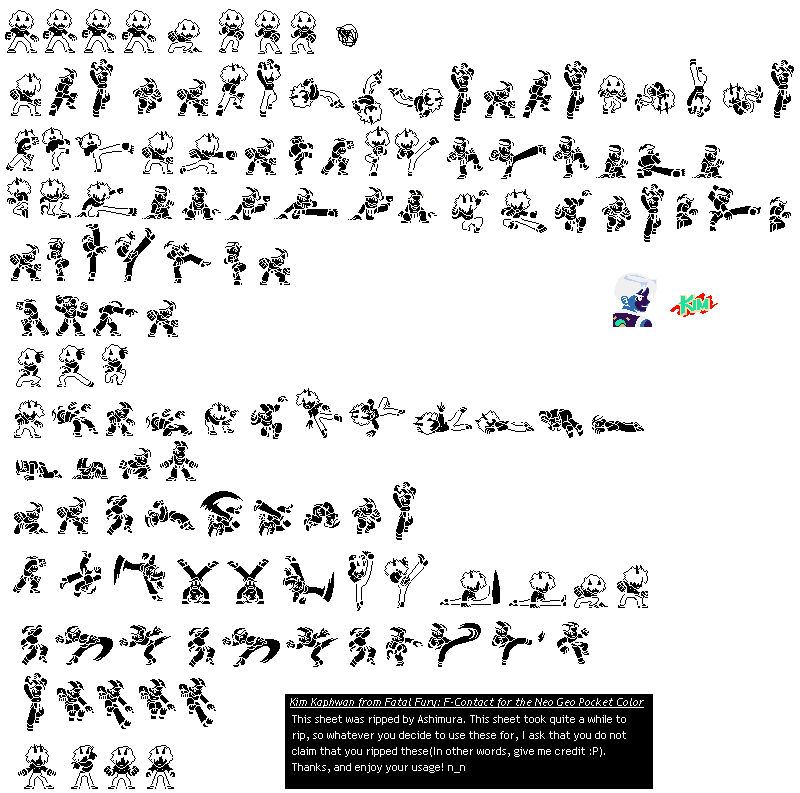 KIM
Kim Kaphwan from Fatal Fury: F-Contact for the Neo Geo Pocket Color
This sheet was ripped by Ashimura. This sheet took quite a while to
rip, so whatever you decide to use these for, I ask that you do not
claim that you ripped these(In other words, give me credit :P).
Thanks, and enjoy your usage! n_n